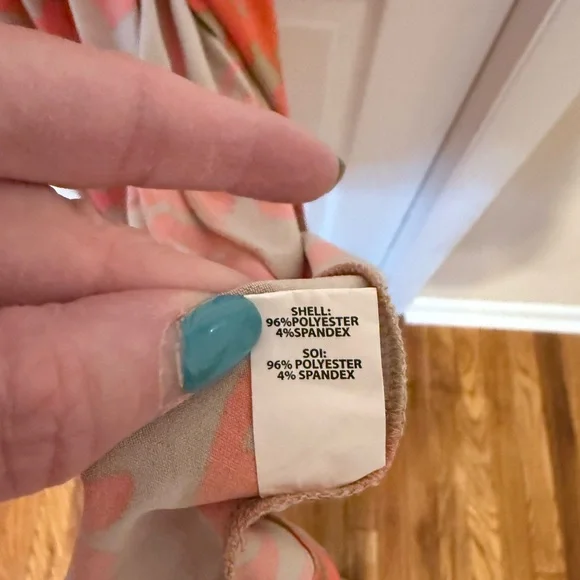 SHELL:
96%POLYESTER
4%SPANDEX
SOI:
96% POLYESTER
4% SPANDEX